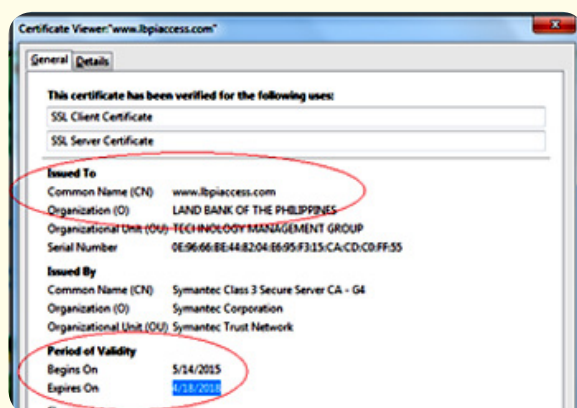 Certificate Viewer:"www.lbpiaccess.com"
x
General Details
This certificate has been verified for the following uses:
SSL Client Certificate
SSL Server Certificate
Issued To
Common Name (CN) www.lbpiaccess.com
Organization (O) LAND BANK OF THE PHILIPPINES
Organizational Unit (OU) TECHNOLOGY MANAGEMENT GROUP
Serial Number 0E:96:66:BE:44:82:04:E6:95:F3:15:CA:CD:C0:FF:55
Issued By
Common Name (CN) Symantec Class 3 Secure Server CA - G4
Organization (O) Symantec Corporation
Organizational Unit (OU) Symantec Trust Network
Period of Validity
Begins On 5/14/2015
Expires On 4/18/2018